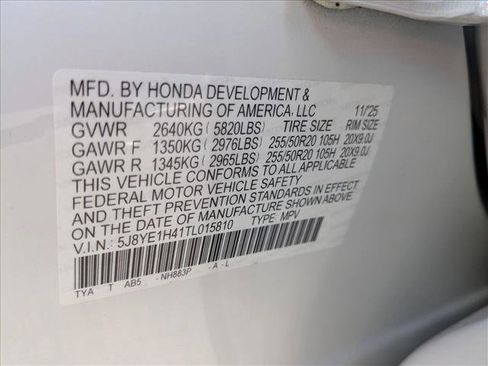 MFD. BY HONDA DEVELOPMENT &
MANUFACTURING OF AMERICA, LLC 11/25
GVWR 2640KG ( 5820LBS) TIRE SIZE RIM SIZE
GAWR F 1350KG ( 2976LBS) 255/50R20 105H 20X9.0J
GAWR R 1345KG ( 2965LBS) 255/50R20 105H 20X9.0J
THIS VEHICLE CONFORMS TO ALL APPLICABLE
FEDERAL MOTOR VEHICLE SAFETY
AND THEFT PREVENTION STANDARDS IN EFFECT
ON THE DATE OF MANUFACTURE SHOWN ABOVE.
V.I.N.: 5J8YE1H41TL015810 TYPE: MPV
TYA T AB5 - NH883P - A - L